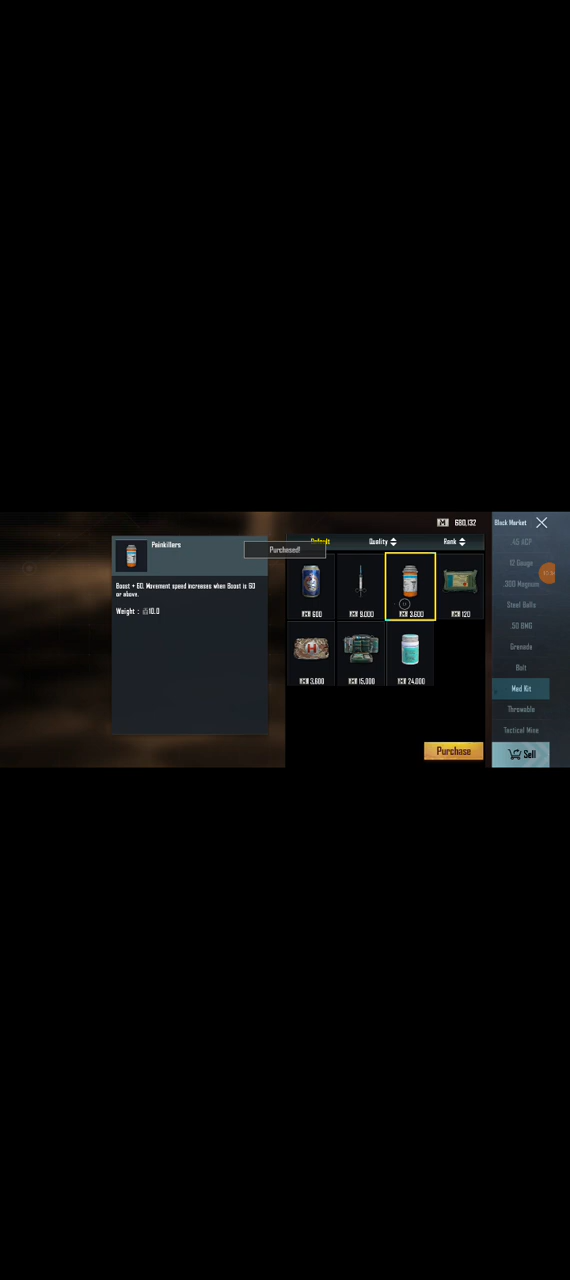 680,132
Black Market
Painkillers
Purchased!
Default
Quality
Rank
Boost + 60. Movement speed increases when Boost is 60
or above.
Weight : 10.0
600
9,000
3,600
120
3,600
15,000
24,000
.45 ACP
12 Gauge
.300 Magnum
Steel Balls
.50 BMG
Grenade
Bolt
Med Kit
Throwable
Tactical Mine
Purchase
Sell